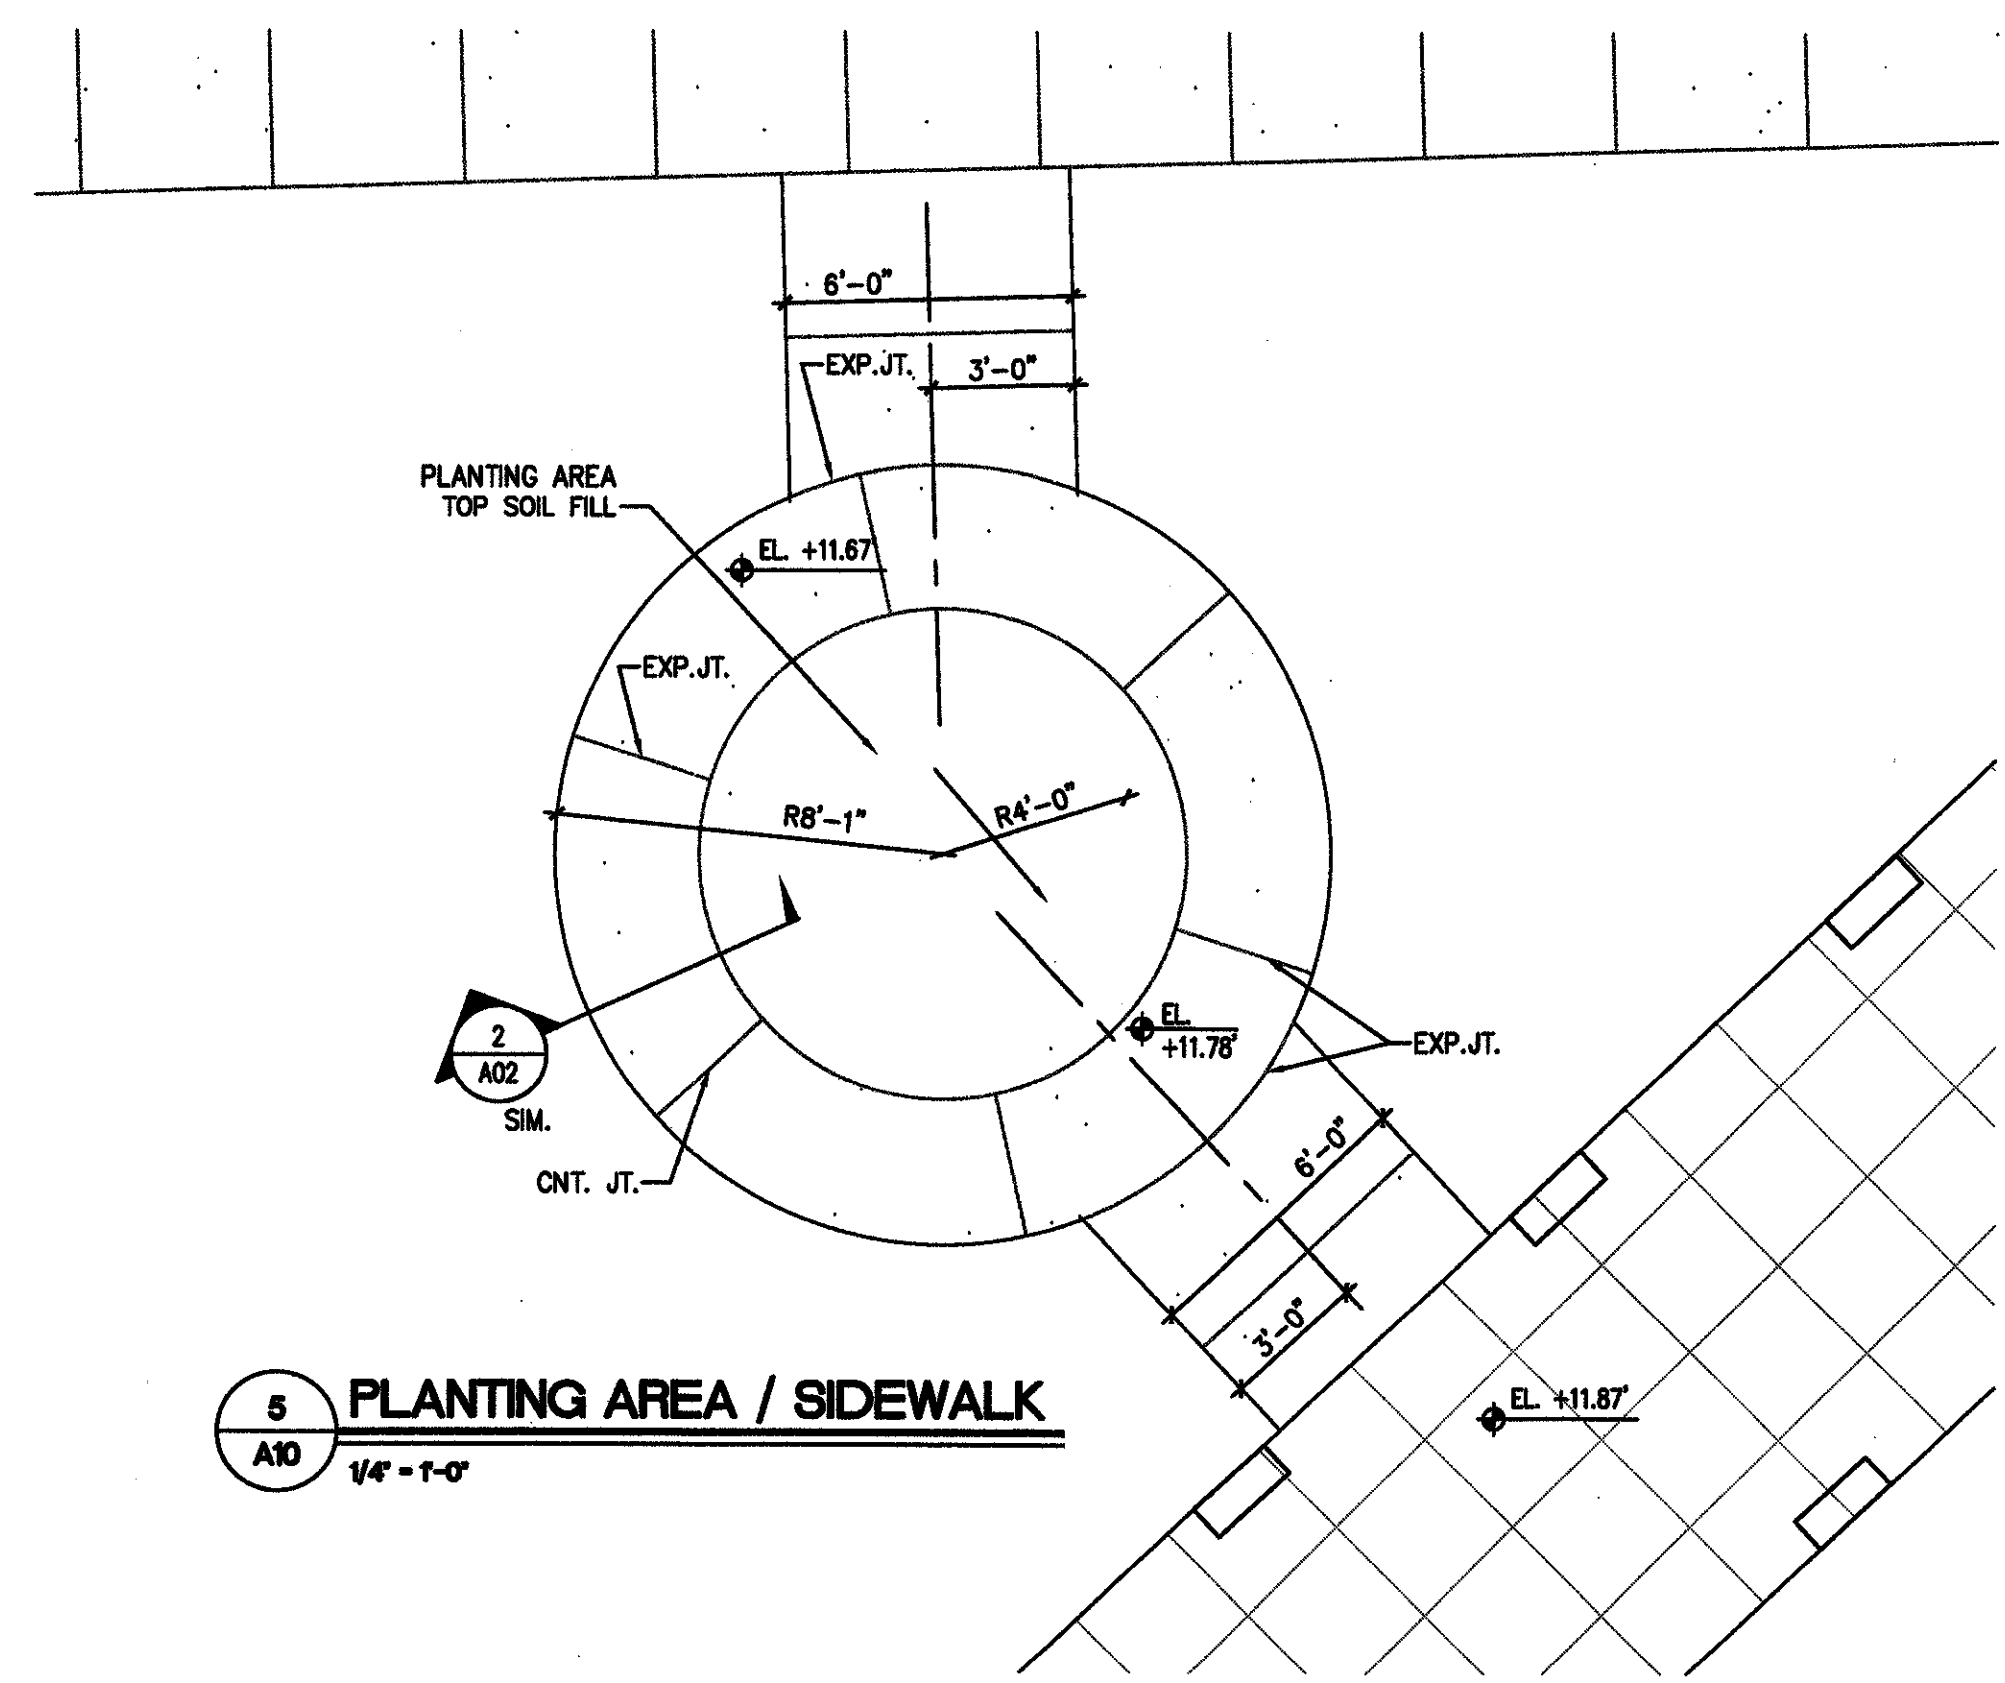 6'-0"
EXP.JT.
3'-0"
PLANTING AREA
TOP SOIL FILL
EL. +11.67'
EXP.JT.
R8'-1"
R4'-0"
2
A02
SIM.
EL.
+11.78'
EXP.JT.
CNT. JT.
6'-0"
3'-0"
EL. +11.87'
5
A10
PLANTING AREA / SIDEWALK
1/4" = 1'-0"